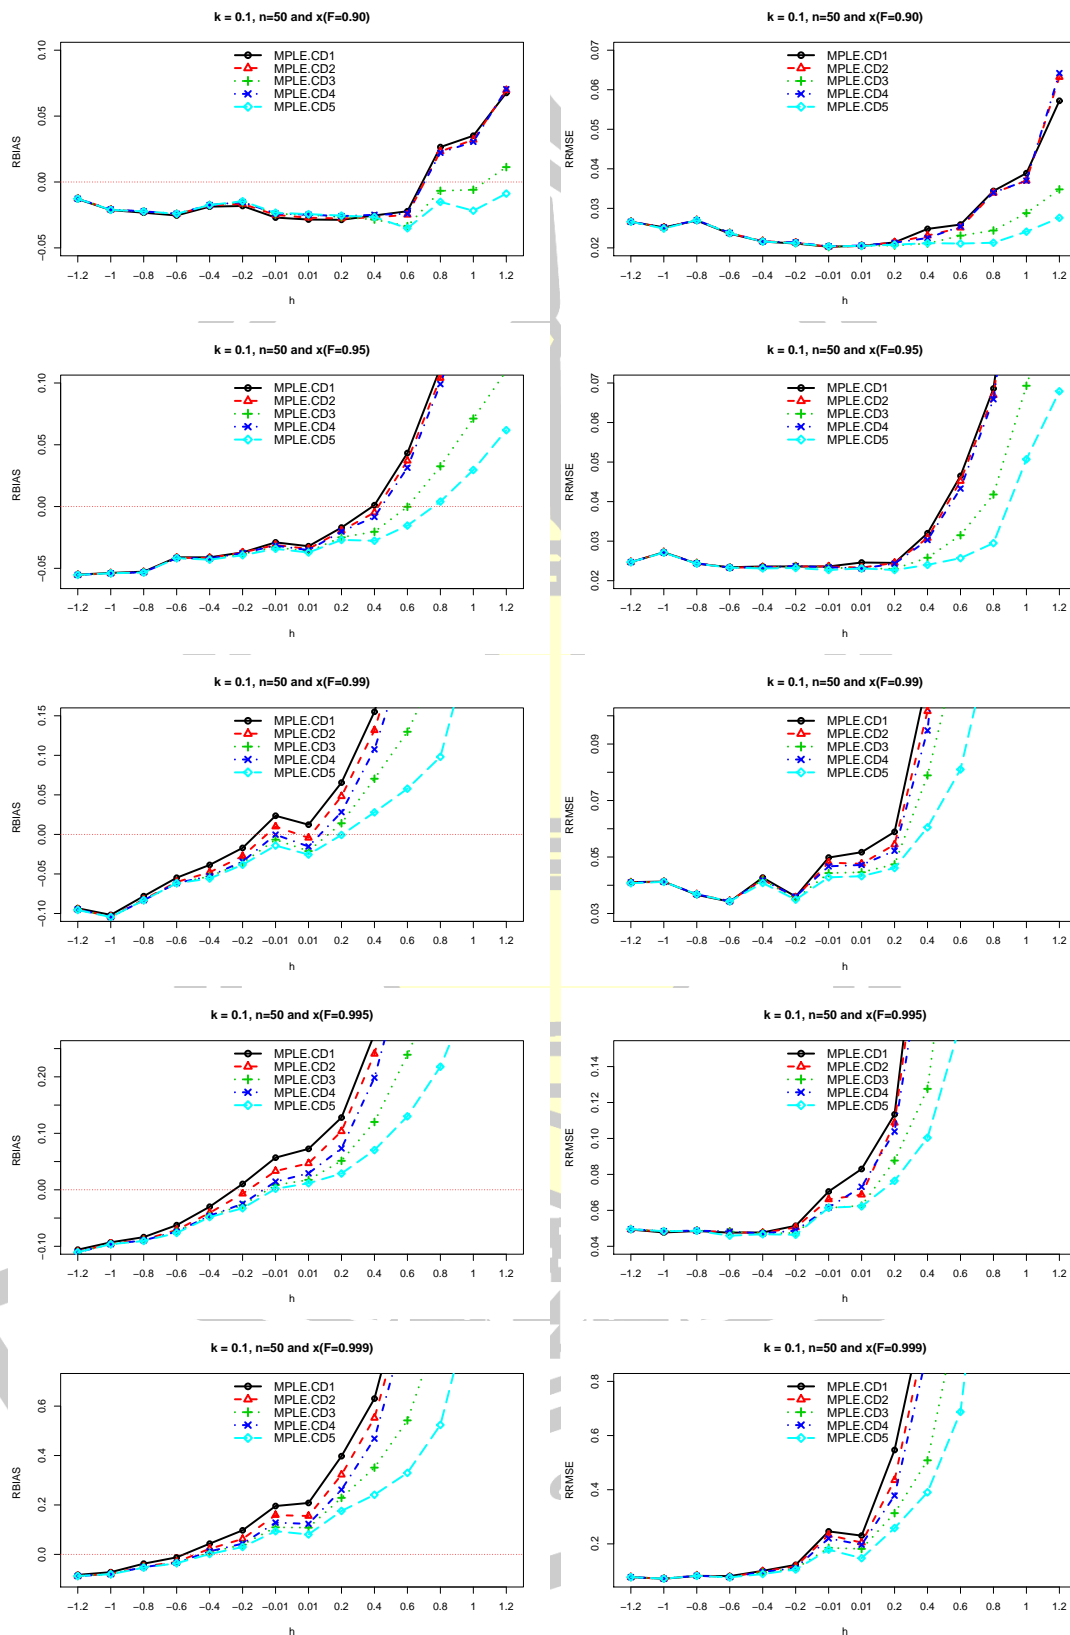 k = 0.1, n=50 and x(F=0.90)
RBIAS
0.10
0.05
0.00
−0.05
MPLE.CD1
MPLE.CD2
MPLE.CD3
MPLE.CD4
MPLE.CD5
−1.2 −1 −0.8 −0.6 −0.4 −0.2 −0.01 0.01 0.2 0.4 0.6 0.8 1 1.2
h
k = 0.1, n=50 and x(F=0.90)
RRMSE
0.07
0.06
0.05
0.04
0.03
0.02
MPLE.CD1
MPLE.CD2
MPLE.CD3
MPLE.CD4
MPLE.CD5
−1.2 −1 −0.8 −0.6 −0.4 −0.2 −0.01 0.01 0.2 0.4 0.6 0.8 1 1.2
h
k = 0.1, n=50 and x(F=0.95)
RBIAS
0.10
0.05
0.00
−0.05
MPLE.CD1
MPLE.CD2
MPLE.CD3
MPLE.CD4
MPLE.CD5
−1.2 −1 −0.8 −0.6 −0.4 −0.2 −0.01 0.01 0.2 0.4 0.6 0.8 1 1.2
h
k = 0.1, n=50 and x(F=0.95)
RRMSE
0.07
0.06
0.05
0.04
0.03
0.02
MPLE.CD1
MPLE.CD2
MPLE.CD3
MPLE.CD4
MPLE.CD5
−1.2 −1 −0.8 −0.6 −0.4 −0.2 −0.01 0.01 0.2 0.4 0.6 0.8 1 1.2
h
k = 0.1, n=50 and x(F=0.99)
RBIAS
0.15
0.10
0.05
0.00
−0.05
−0.10
MPLE.CD1
MPLE.CD2
MPLE.CD3
MPLE.CD4
MPLE.CD5
−1.2 −1 −0.8 −0.6 −0.4 −0.2 −0.01 0.01 0.2 0.4 0.6 0.8 1 1.2
h
k = 0.1, n=50 and x(F=0.99)
RRMSE
0.09
0.07
0.05
0.03
MPLE.CD1
MPLE.CD2
MPLE.CD3
MPLE.CD4
MPLE.CD5
−1.2 −1 −0.8 −0.6 −0.4 −0.2 −0.01 0.01 0.2 0.4 0.6 0.8 1 1.2
h
k = 0.1, n=50 and x(F=0.995)
RBIAS
0.20
0.10
0.00
−0.10
MPLE.CD1
MPLE.CD2
MPLE.CD3
MPLE.CD4
MPLE.CD5
−1.2 −1 −0.8 −0.6 −0.4 −0.2 −0.01 0.01 0.2 0.4 0.6 0.8 1 1.2
h
k = 0.1, n=50 and x(F=0.995)
RRMSE
0.14
0.12
0.10
0.08
0.06
0.04
MPLE.CD1
MPLE.CD2
MPLE.CD3
MPLE.CD4
MPLE.CD5
−1.2 −1 −0.8 −0.6 −0.4 −0.2 −0.01 0.01 0.2 0.4 0.6 0.8 1 1.2
h
k = 0.1, n=50 and x(F=0.999)
RBIAS
0.6
0.4
0.2
0.0
MPLE.CD1
MPLE.CD2
MPLE.CD3
MPLE.CD4
MPLE.CD5
−1.2 −1 −0.8 −0.6 −0.4 −0.2 −0.01 0.01 0.2 0.4 0.6 0.8 1 1.2
h
k = 0.1, n=50 and x(F=0.999)
RRMSE
0.8
0.6
0.4
0.2
MPLE.CD1
MPLE.CD2
MPLE.CD3
MPLE.CD4
MPLE.CD5
−1.2 −1 −0.8 −0.6 −0.4 −0.2 −0.01 0.01 0.2 0.4 0.6 0.8 1 1.2
h